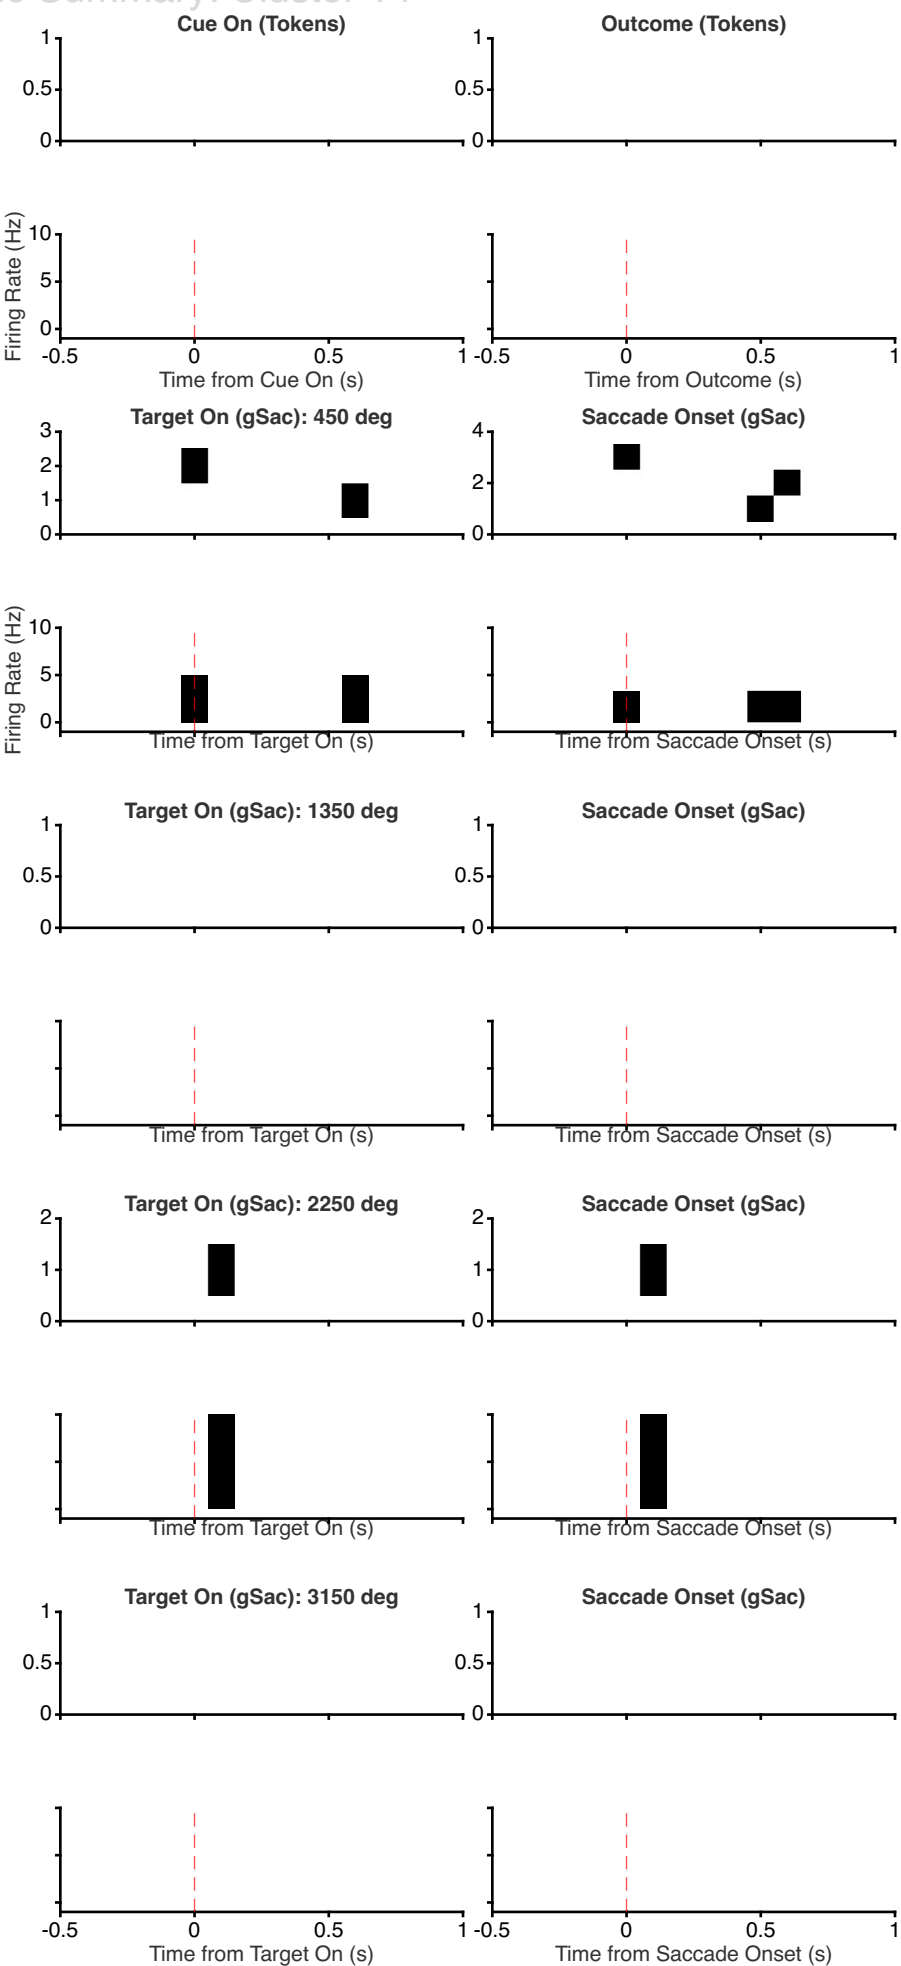 Summary: Cluster
Cue On (Tokens) Outcome (Tokens)
1 1
0.5 0.5
0 0
Firing Rate (Hz)
10
5
0
-0.5 0 0.5 1 -0.5 0 0.5 1
Time from Cue On (s) Time from Outcome (s)
Target On (gSac): 450 deg Saccade Onset (gSac)
3 4
2 2
1
0 0
Firing Rate (Hz)
10
5
0
Time from Target On (s) Time from Saccade Onset (s)
Target On (gSac): 1350 deg Saccade Onset (gSac)
1 1
0.5 0.5
0 0
Time from Target On (s) Time from Saccade Onset (s)
Target On (gSac): 2250 deg Saccade Onset (gSac)
2 2
1 1
0 0
Time from Target On (s) Time from Saccade Onset (s)
Target On (gSac): 3150 deg Saccade Onset (gSac)
1 1
0.5 0.5
0 0
-0.5 0 0.5 1 -0.5 0 0.5 1
Time from Target On (s) Time from Saccade Onset (s)